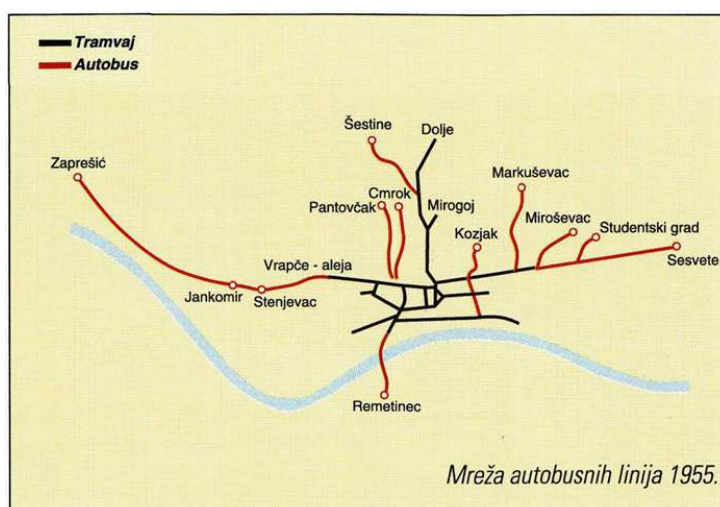 Tramvaj
Autobus
Šestine
Dolje
Zaprešić
Cmrok
Markuševac
Pantovčak
Mirogoj
Miroševac
Kozjak
Studentski grad
Sesvete
Vrapče - aleja
Jankomir
Stenjevac
Remetinec
Mreža autobusnih linija 1955.